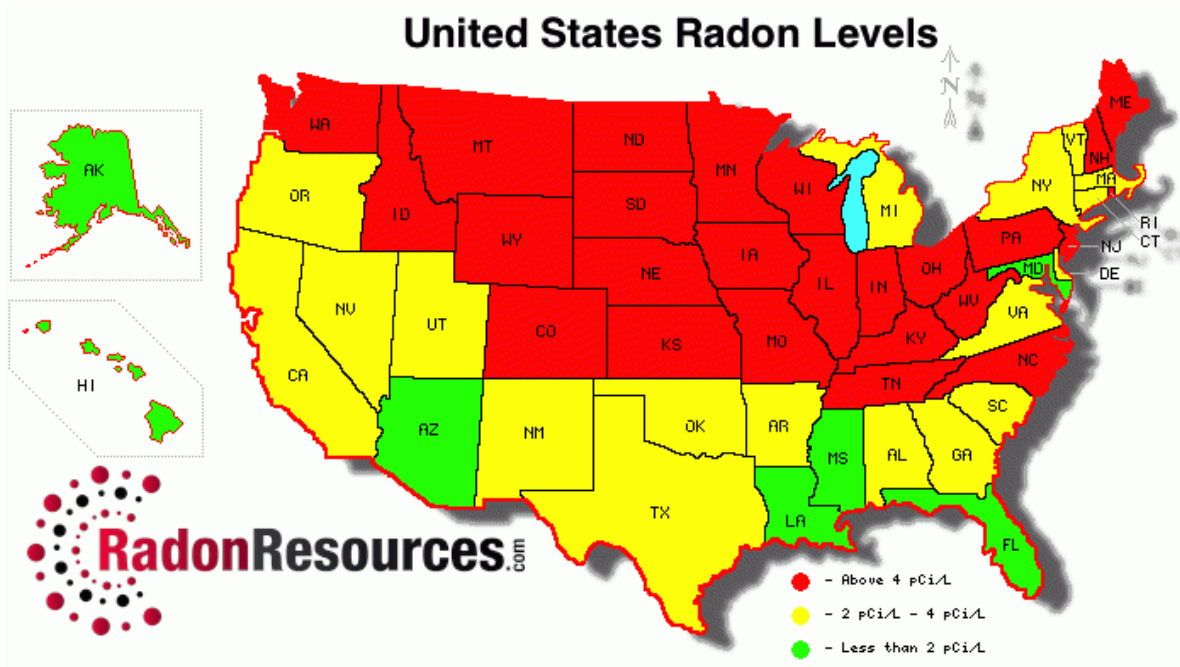 United States Radon Levels
N
AK
HI
WA
MT
ND
MN
WI
MI
ME
VT
NH
MA
NY
RI
CT
NJ
DE
PA
MD
OR
ID
WY
SD
IA
NE
IL
IN
OH
WV
VA
KY
NC
TN
SC
NV
UT
CO
KS
MO
CA
AZ
NM
OK
AR
TX
LA
MS
AL
GA
FL
RadonResources.com
- Above 4 pCi/L
- 2 pCi/L - 4 pCi/L
- Less than 2 pCi/L